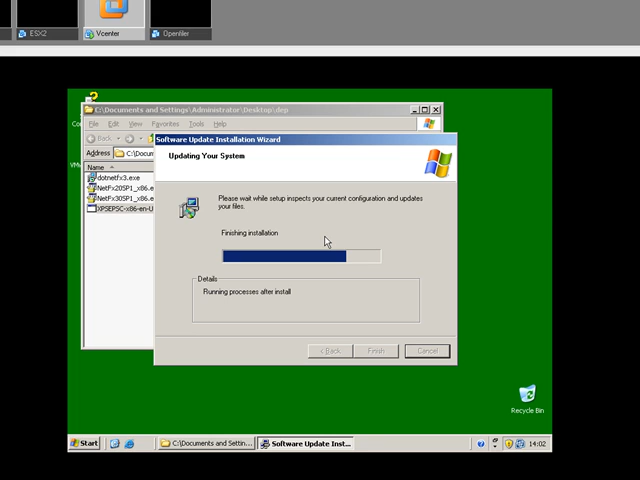 ESX2
Vcenter
Openfiler
C:\Documents and Settings\Administrator\Desktop\dep
File Edit View Favorites Tools Help
Back
Address C:\Docum
Name
dotnetfx3.exe
NetFx20SP1_x86.e
NetFx30SP1_x86.e
XPSEPSC-x86-en-U
Software Update Installation Wizard
Updating Your System
Please wait while setup inspects your current configuration and updates
your files.
Finishing installation
Details
Running processes after install
< Back Finish Cancel
Recycle Bin
Start C:\Documents and Settin... Software Update Inst... 14:02